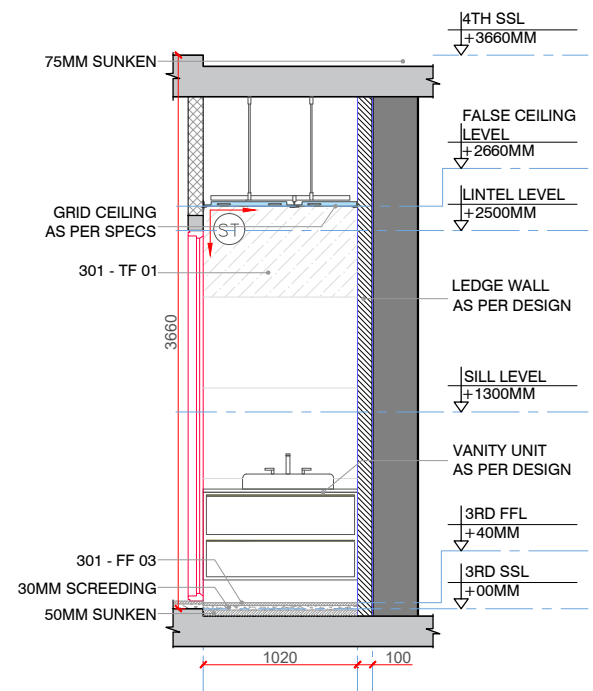 4TH SSL
+3660MM
75MM SUNKEN
FALSE CEILING
LEVEL
+2660MM
LINTEL LEVEL
+2500MM
GRID CEILING
AS PER SPECS
ST
301 - TF 01
LEDGE WALL
AS PER DESIGN
3660
SILL LEVEL
+1300MM
VANITY UNIT
AS PER DESIGN
3RD FFL
+40MM
301 - FF 03
3RD SSL
+00MM
30MM SCREEDING
50MM SUNKEN
1020
100